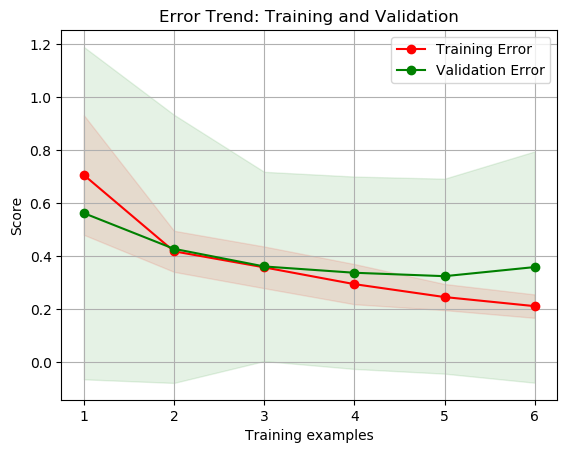 Error Trend: Training and Validation
Training Error
Validation Error
Score
1.2
1.0
0.8
0.6
0.4
0.2
0.0
1 2 3 4 5 6
Training examples